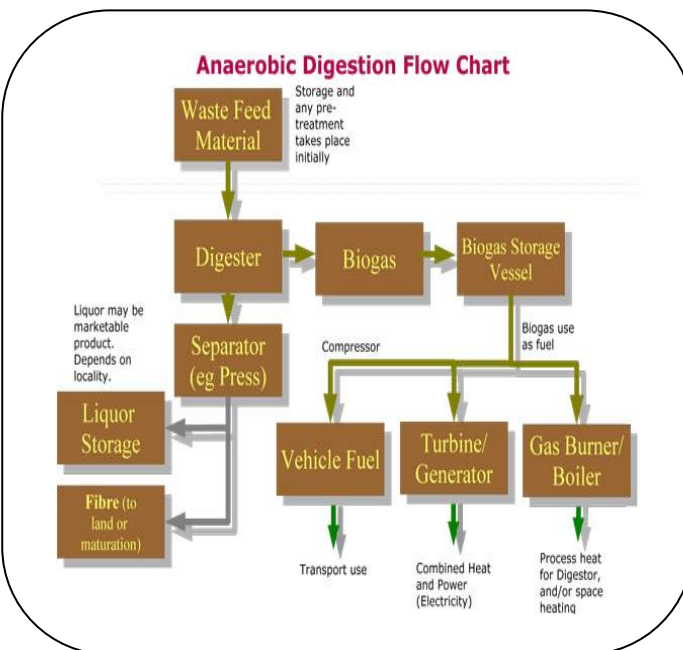 Anaerobic Digestion Flow Chart
Waste Feed
Material
Storage and
any pre-
treatment
takes place
initially
Digester
Biogas
Biogas Storage
Vessel
Liquor may be
marketable
product.
Depends on
locality.
Separator
(eg Press)
Compressor
Biogas use
as fuel
Liquor
Storage
Vehicle Fuel
Turbine/
Generator
Gas Burner/
Boiler
Fibre (to
land or
maturation)
Transport use
Combined Heat
and Power
(Electricity)
Process heat
for Digestor,
and/or space
heating